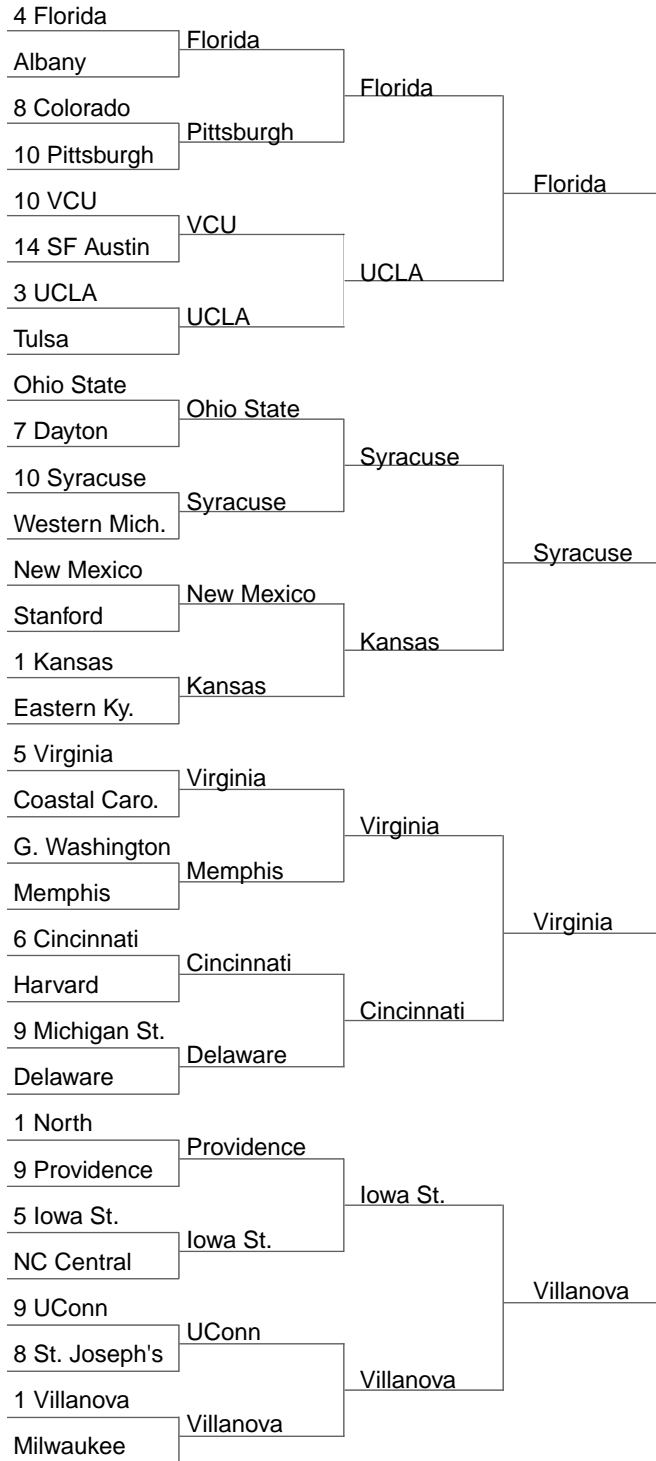 4 Florida
Albany
8 Colorado
10 Pittsburgh
10 VCU
14 SF Austin
3 UCLA
Tulsa
Ohio State
7 Dayton
10 Syracuse
Western Mich.
New Mexico
Stanford
1 Kansas
Eastern Ky.
5 Virginia
Coastal Caro.
G. Washington
Memphis
6 Cincinnati
Harvard
9 Michigan St.
Delaware
1 North
9 Providence
5 Iowa St.
NC Central
9 UConn
8 St. Joseph's
1 Villanova
Milwaukee
Florida
Pittsburgh
VCU
UCLA
Ohio State
Syracuse
New Mexico
Kansas
Virginia
Memphis
Cincinnati
Delaware
Providence
Iowa St.
UConn
Villanova
Florida
UCLA
Syracuse
Kansas
Virginia
Cincinnati
Iowa St.
Villanova
Florida
Syracuse
Virginia
Villanova